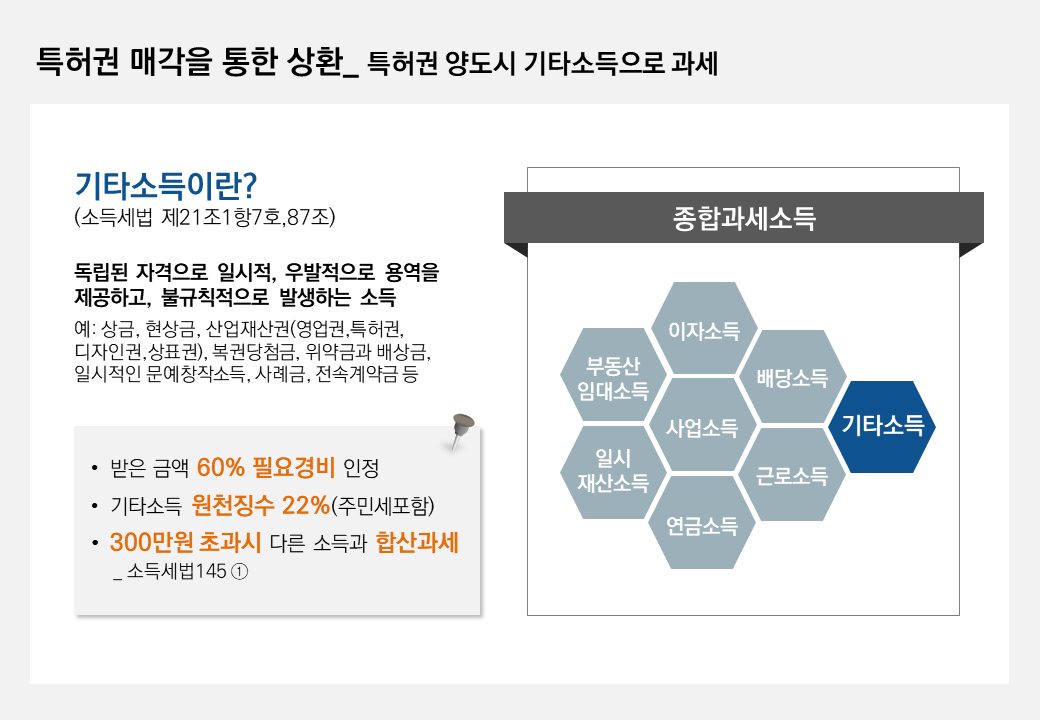 특허권 매각을 통한 상환_ 특허권 양도시 기타소득으로 과세
기타소득이란?
(소득세법 제21조1항7호,87조)
독립된 자격으로 일시적, 우발적으로 용역을
제공하고, 불규칙적으로 발생하는 소득
예: 상금, 현상금, 산업재산권(영업권,특허권,
디자인권,상표권), 복권당첨금, 위약금과 배상금,
일시적인 문예창작소득, 사례금, 전속계약금 등
• 받은 금액 60% 필요경비 인정
• 기타소득 원천징수 22%(주민세포함)
• 300만원 초과시 다른 소득과 합산과세
_ 소득세법145 ①
종합과세소득
이자소득
부동산
임대소득
배당소득
사업소득
기타소득
일시
재산소득
근로소득
연금소득